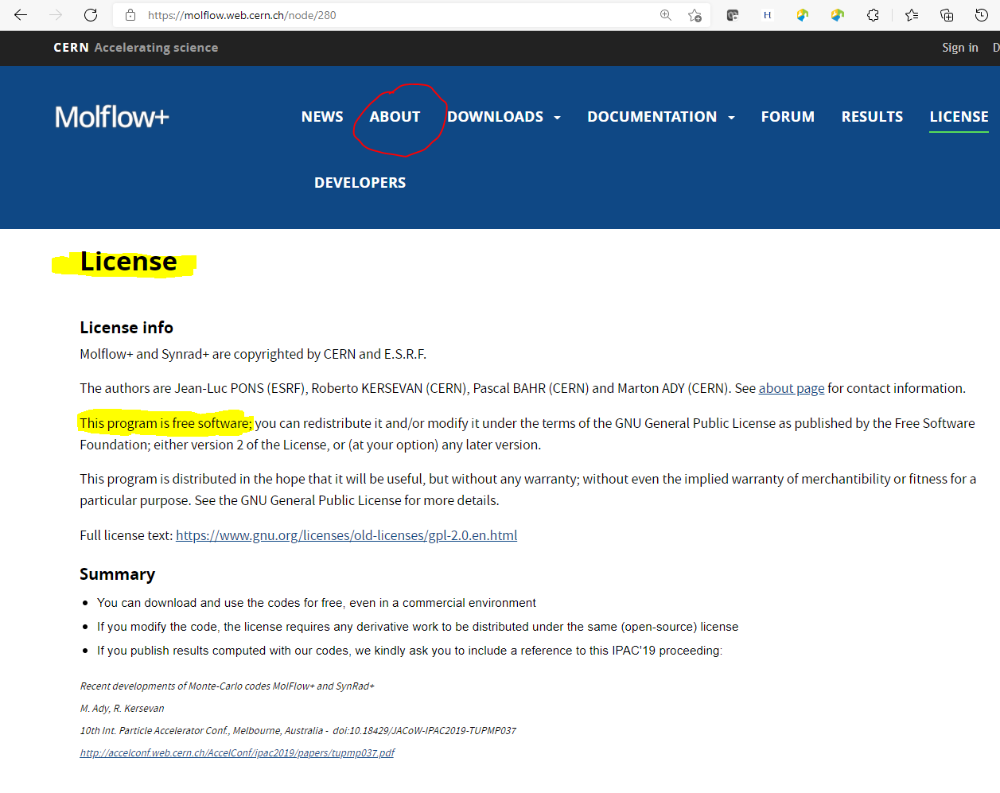 https://molflow.web.cern.ch/node/280
H
CERN Accelerating science
Sign in
D
Molflow+
NEWS
ABOUT
DOWNLOADS
DOCUMENTATION
FORUM
RESULTS
LICENSE
DEVELOPERS
License
License info
Molflow+ and Synrad+ are copyrighted by CERN and E.S.R.F.
The authors are Jean-Luc PONS (ESRF), Roberto KERSEVAN (CERN), Pascal BAHR (CERN) and Marton ADY (CERN). See about page for contact information.
This program is free software; you can redistribute it and/or modify it under the terms of the GNU General Public License as published by the Free Software
Foundation; either version 2 of the License, or (at your option) any later version.
This program is distributed in the hope that it will be useful, but without any warranty; without even the implied warranty of merchantibility or fitness for a
particular purpose. See the GNU General Public License for more details.
Full license text: https://www.gnu.org/licenses/old-licenses/gpl-2.0.en.html
Summary
You can download and use the codes for free, even in a commercial environment
If you modify the code, the license requires any derivative work to be distributed under the same (open-source) license
If you publish results computed with our codes, we kindly ask you to include a reference to this IPAC'19 proceeding:
Recent developments of Monte-Carlo codes MolFlow+ and SynRad+
M. Ady, R. Kersevan
10th Int. Particle Accelerator Conf., Melbourne, Australia - doi:10.18429/JACoW-IPAC2019-TUPMP037
http://accelconf.web.cern.ch/AccelConf/ipac2019/papers/tupmp037.pdf